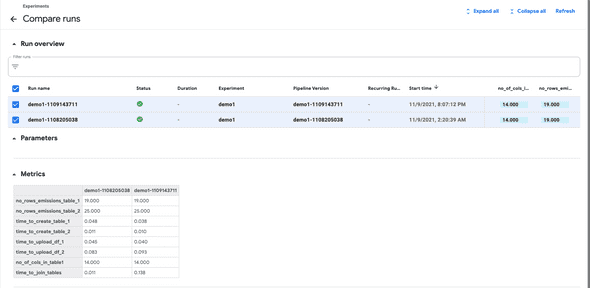 Experiments
← Compare runs
Expand all Collapse all Refresh
Run overview
Filter runs
Run name Status Duration Experiment Pipeline Version Recurring Ru... Start time no_of_cols_i... no_rows_emi...
demo1-1109143711 - demo1 demo1-1109143711 - 11/9/2021, 8:07:12 PM 14.000 19.000
demo1-1108205038 - demo1 demo1-1108205038 - 11/9/2021, 2:20:39 AM 14.000 19.000
Parameters
Metrics
demo1-1108205038 demo1-1109143711
no_rows_emissions_table_1 19.000 19.000
no_rows_emissions_table_2 25.000 25.000
time_to_create_table_1 0.048 0.038
time_to_create_table_2 0.011 0.010
time_to_upload_df_1 0.045 0.040
time_to_upload_df_2 0.083 0.093
no_of_cols_in_table1 14.000 14.000
time_to_join_tables 0.011 0.138